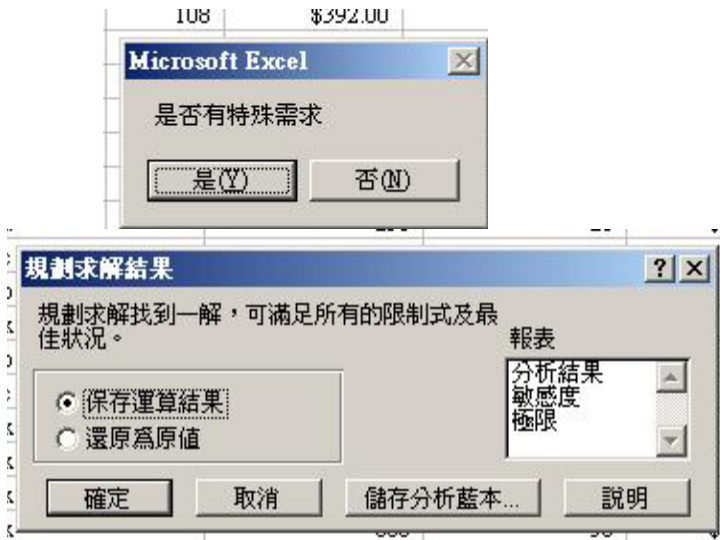 108 $392.00
Microsoft Excel
是否有特殊需求
是(Y) 否(N)
規劃求解結果
規劃求解找到一解，可滿足所有的限制式及最
佳狀況。
報表
分析結果
敏感度
極限
保存運算結果
還原為原值
確定 取消 儲存分析藍本... 說明